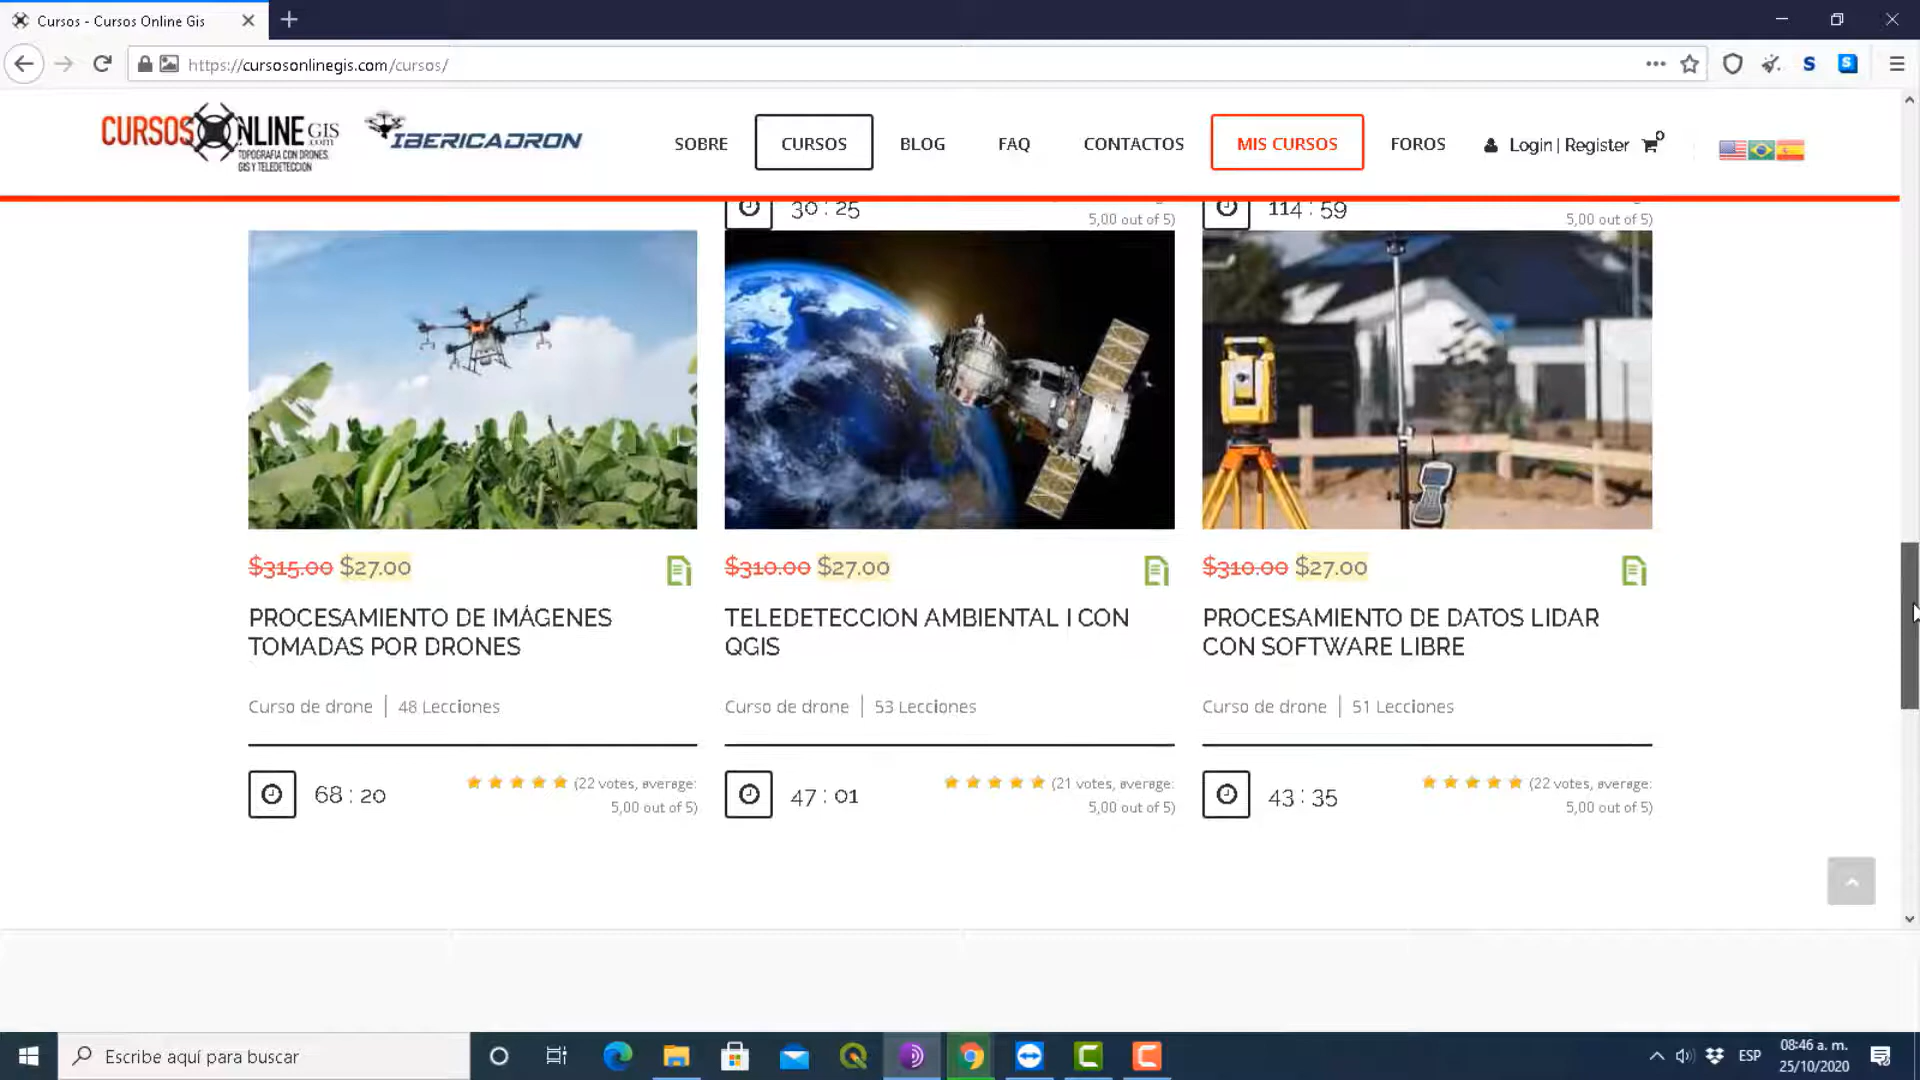 Cursos - Cursos Online Gis
https://cursosonlinegis.com/cursos/
CURSOS ONLINE GIS .com
TOPOGRAFIA CON DRONES,
GIS Y TELEDETECCION
IBERICADRON
SOBRE
CURSOS
BLOG
FAQ
CONTACTOS
MIS CURSOS
FOROS
Login | Register
0
30 : 25
5,00 out of 5)
114 : 59
5,00 out of 5)
$315.00 $27.00
PROCESAMIENTO DE IMÁGENES
TOMADAS POR DRONES
Curso de drone | 48 Lecciones
68 : 20
(22 votes, average:
5,00 out of 5)
$310.00 $27.00
TELEDETECCION AMBIENTAL I CON
QGIS
Curso de drone | 53 Lecciones
47 : 01
(21 votes, average:
5,00 out of 5)
$310.00 $27.00
PROCESAMIENTO DE DATOS LIDAR
CON SOFTWARE LIBRE
Curso de drone | 51 Lecciones
43 : 35
(22 votes, average:
5,00 out of 5)
Escribe aquí para buscar
ESP
08:46 a. m.
25/10/2020